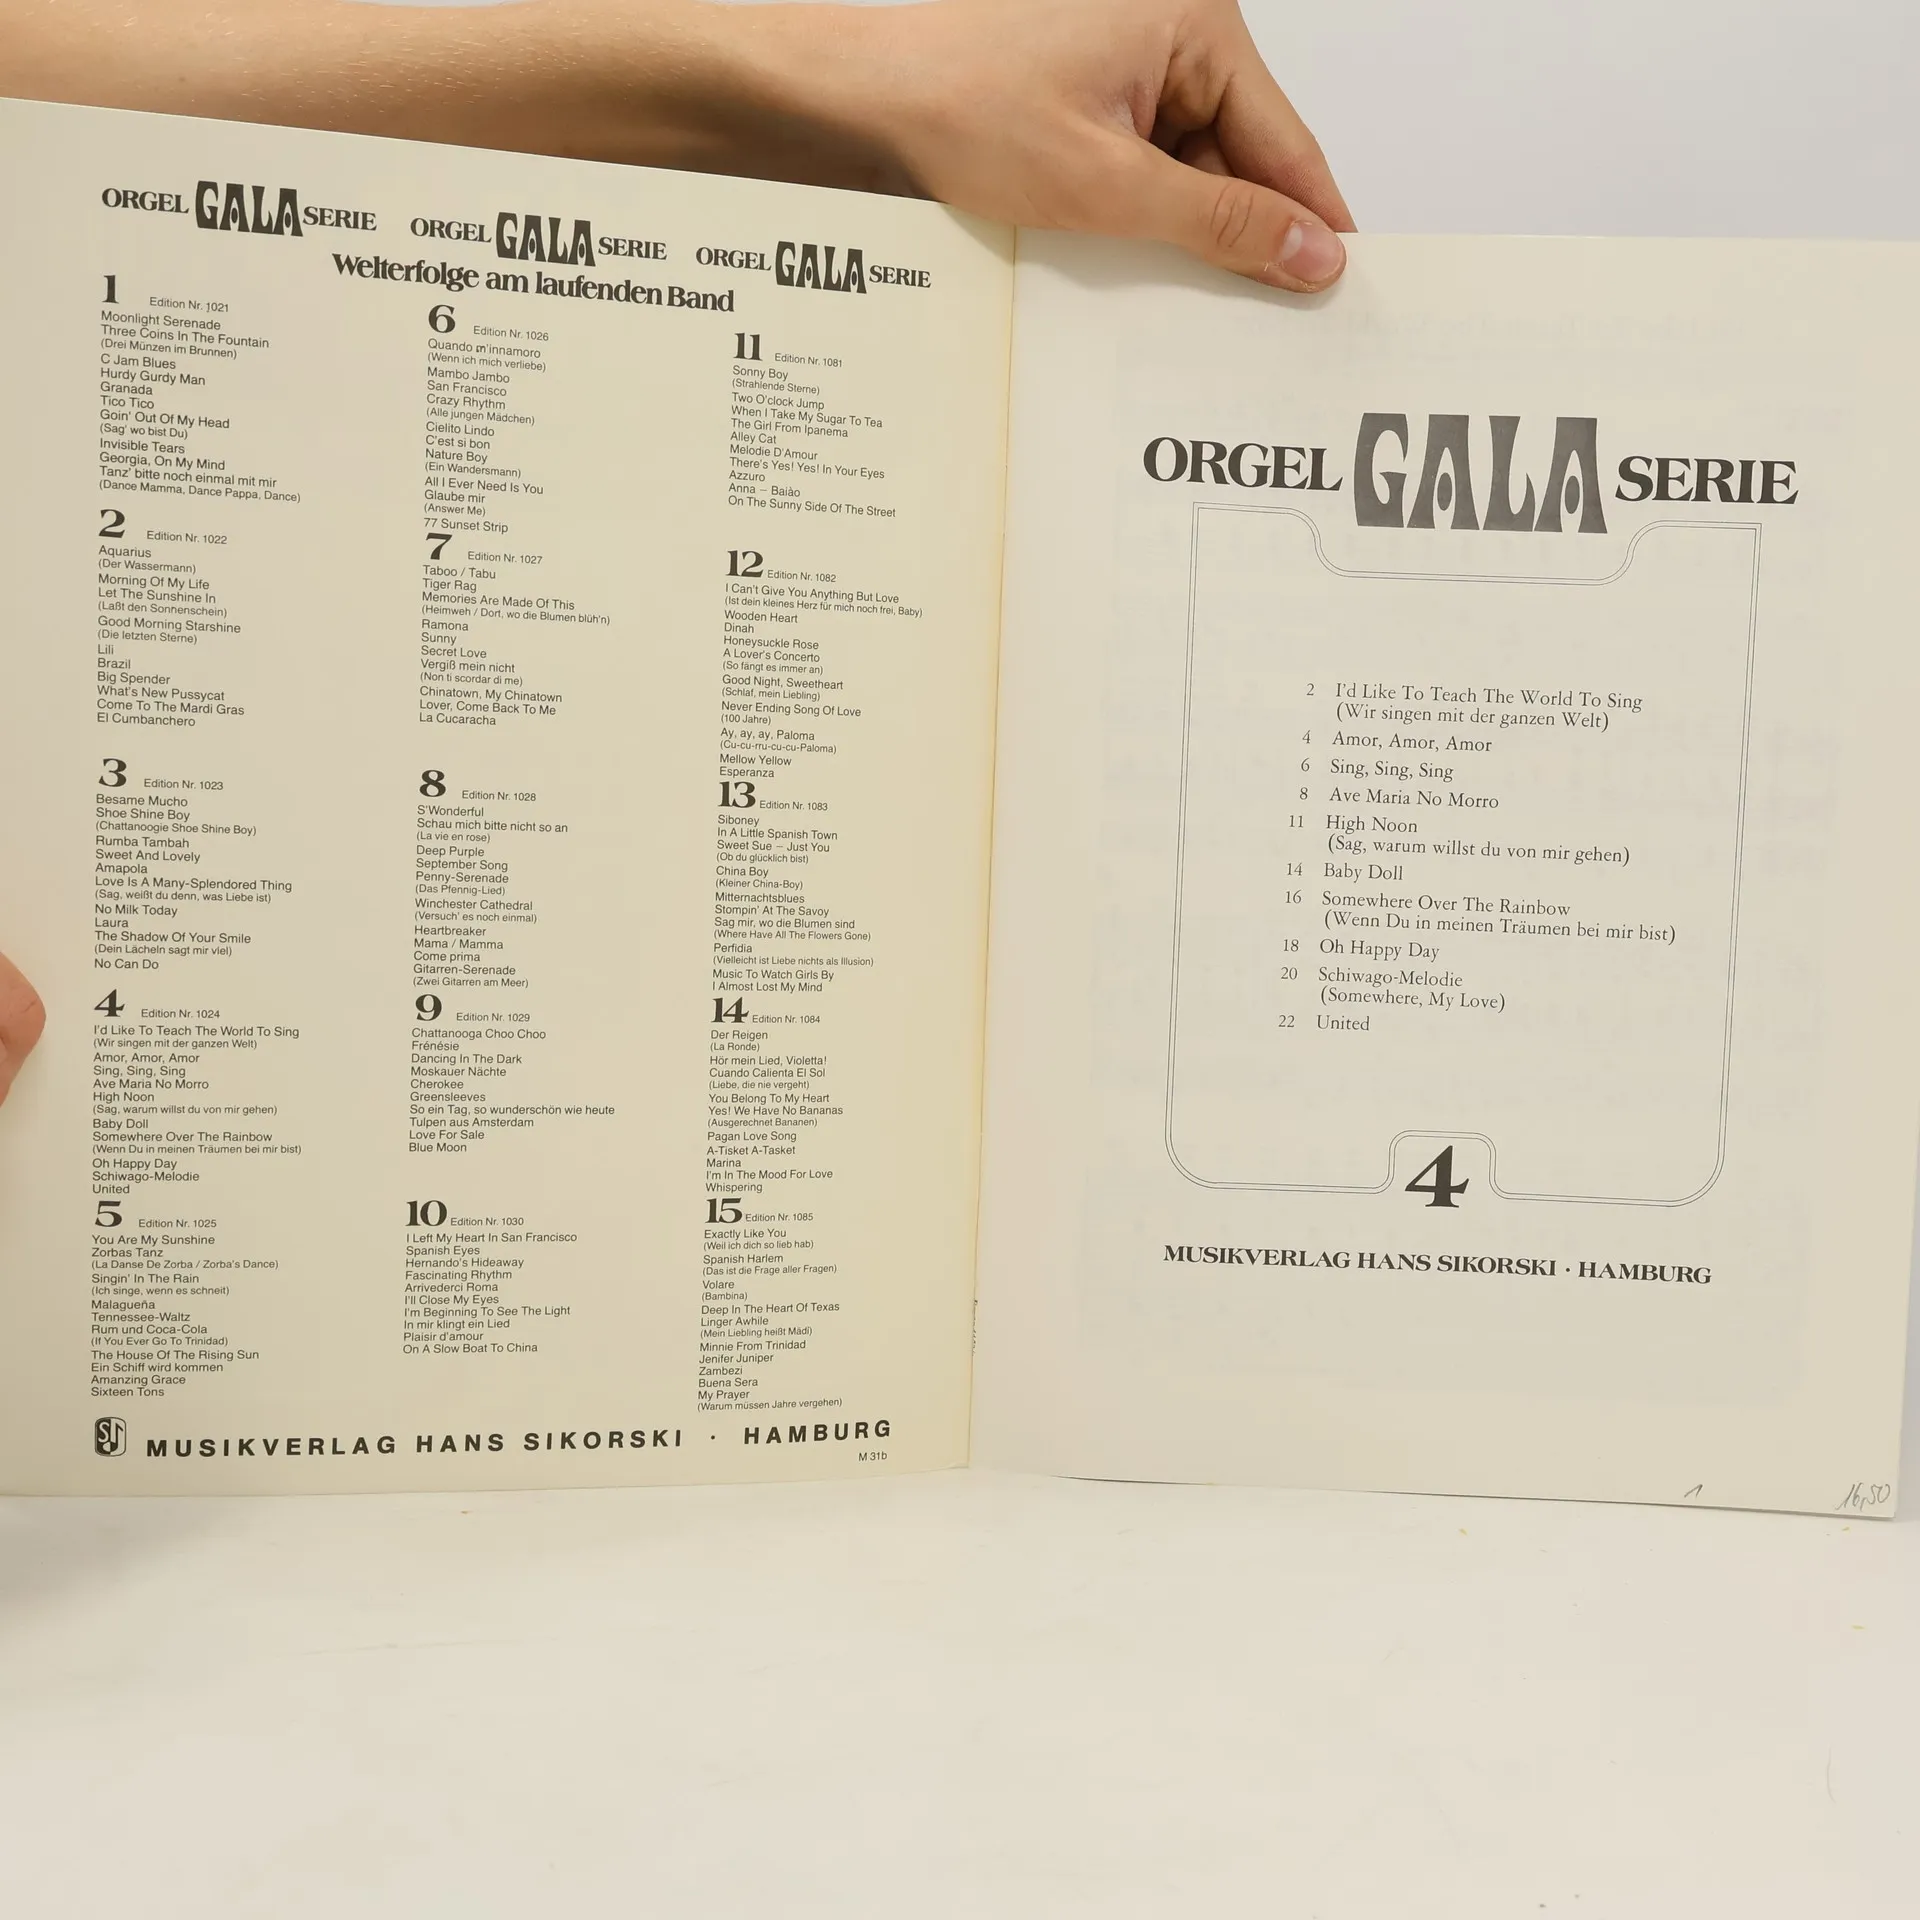 ORGEL GALA SERIE ORGEL GALA SERIE ORGEL GALA SERIE
Welterfolge am laufenden Band
1 Edition Nr. 1021
Moonlight Serenade
Three Coins In The Fountain
(Drei Münzen im Brunnen)
C Jam Blues
Hurdy Gurdy Man
Granada
Tico Tico
Goin' Out Of My Head
(Sag' wo bist Du)
Invisible Tears
Georgia, On My Mind
Tanz' bitte noch einmal mit mir
(Dance Mamma, Dance Pappa, Dance)
2 Edition Nr. 1022
Aquarius
(Der Wassermann)
Morning Of My Life
Let The Sunshine In
(Laßt den Sonnenschein)
Good Morning Starshine
(Die letzten Sterne)
Lili
Brazil
Big Spender
What's New Pussycat
Come To The Mardi Gras
El Cumbanchero
3 Edition Nr. 1023
Besame Mucho
Shoe Shine Boy
(Chattanoogie Shoe Shine Boy)
Rumba Tambah
Sweet And Lovely
Amapola
Love Is A Many-Splendored Thing
(Sag, weißt du denn, was Liebe ist)
No Milk Today
Laura
The Shadow Of Your Smile
(Dein Lächeln sagt mir viel)
No Can Do
4 Edition Nr. 1024
I'd Like To Teach The World To Sing
(Wir singen mit der ganzen Welt)
Amor, Amor, Amor
Sing, Sing, Sing
Ave Maria No Morro
High Noon
(Sag, warum willst du von mir gehen)
Baby Doll
Somewhere Over The Rainbow
(Wenn Du in meinen Träumen bei mir bist)
Oh Happy Day
Schiwago-Melodie
United
5 Edition Nr. 1025
You Are My Sunshine
Zorbas Tanz
(La Danse De Zorba / Zorba's Dance)
Singin' In The Rain
(Ich singe, wenn es schneit)
Malagueña
Tennessee-Waltz
Rum und Coca-Cola
(If You Ever Go To Trinidad)
The House Of The Rising Sun
Ein Schiff wird kommen
Amanzing Grace
Sixteen Tons
6 Edition Nr. 1026
Quando m'innamoro
(Wenn ich mich verliebe)
Mambo Jambo
San Francisco
Crazy Rhythm
(Alle jungen Mädchen)
Cielito Lindo
C'est si bon
Nature Boy
(Ein Wandersmann)
All I Ever Need Is You
Glaube mir
(Answer Me)
77 Sunset Strip
7 Edition Nr. 1027
Taboo / Tabu
Tiger Rag
Memories Are Made Of This
(Heimweh / Dort, wo die Blumen blüh'n)
Ramona
Sunny
Secret Love
Vergiß mein nicht
(Non ti scordar di me)
Chinatown, My Chinatown
Lover, Come Back To Me
La Cucaracha
8 Edition Nr. 1028
S'Wonderful
Schau mich bitte nicht so an
(La vie en rose)
Deep Purple
September Song
Penny-Serenade
(Das Pfennig-Lied)
Winchester Cathedral
(Versuch' es noch einmal)
Heartbreaker
Mama / Mamma
Come prima
Gitarren-Serenade
(Zwei Gitarren am Meer)
9 Edition Nr. 1029
Chattanooga Choo Choo
Frénésie
Dancing In The Dark
Moskauer Nächte
Cherokee
Greensleeves
So ein Tag, so wunderschön wie heute
Tulpen aus Amsterdam
Love For Sale
Blue Moon
10 Edition Nr. 1030
I Left My Heart In San Francisco
Spanish Eyes
Hernando's Hideaway
Fascinating Rhythm
Arrivederci Roma
I'll Close My Eyes
I'm Beginning To See The Light
In mir klingt ein Lied
Plaisir d'amour
On A Slow Boat To China
11 Edition Nr. 1081
Sonny Boy
(Strahlende Sterne)
Two O'clock Jump
When I Take My Sugar To Tea
The Girl From Ipanema
Alley Cat
Melodie D'Amour
There's Yes! Yes! In Your Eyes
Azzuro
Anna – Baiào
On The Sunny Side Of The Street
12 Edition Nr. 1082
I Can't Give You Anything But Love
(Ist dein kleines Herz für mich noch frei, Baby)
Wooden Heart
Dinah
Honeysuckle Rose
A Lover's Concerto
(So fängt es immer an)
Good Night, Sweetheart
(Schlaf, mein Liebling)
Never Ending Song Of Love
(100 Jahre)
Ay, ay, ay, Paloma
(Cu-cu-rru-cu-cu-Paloma)
Mellow Yellow
Esperanza
13 Edition Nr. 1083
Siboney
In A Little Spanish Town
Sweet Sue – Just You
(Ob du glücklich bist)
China Boy
(Kleiner China-Boy)
Mitternachtsblues
Stompin' At The Savoy
Sag mir, wo die Blumen sind
(Where Have All The Flowers Gone)
Perfidia
(Vielleicht ist Liebe nichts als Illusion)
Music To Watch Girls By
I Almost Lost My Mind
14 Edition Nr. 1084
Der Reigen
(La Ronde)
Hör mein Lied, Violetta!
Cuando Calienta El Sol
(Liebe, die nie vergeht)
You Belong To My Heart
Yes! We Have No Bananas
(Ausgerechnet Bananen)
Pagan Love Song
A-Tisket A-Tasket
Marina
I'm In The Mood For Love
Whispering
15 Edition Nr. 1085
Exactly Like You
(Weil ich dich so lieb hab)
Spanish Harlem
(Das ist die Frage aller Fragen)
Volare
(Bambina)
Deep In The Heart Of Texas
Linger Awhile
(Mein Liebling heißt Mädi)
Minnie From Trinidad
Jenifer Juniper
Zambezi
Buena Sera
My Prayer
(Warum müssen Jahre vergehen)
MUSIKVERLAG HANS SIKORSKI · HAMBURG
M 31b
ORGEL GALA SERIE
2 I'd Like To Teach The World To Sing
(Wir singen mit der ganzen Welt)
4 Amor, Amor, Amor
6 Sing, Sing, Sing
8 Ave Maria No Morro
11 High Noon
(Sag, warum willst du von mir gehen)
14 Baby Doll
16 Somewhere Over The Rainbow
(Wenn Du in meinen Träumen bei mir bist)
18 Oh Happy Day
20 Schiwago-Melodie
(Somewhere, My Love)
22 United
4
MUSIKVERLAG HANS SIKORSKI · HAMBURG
1 16,50